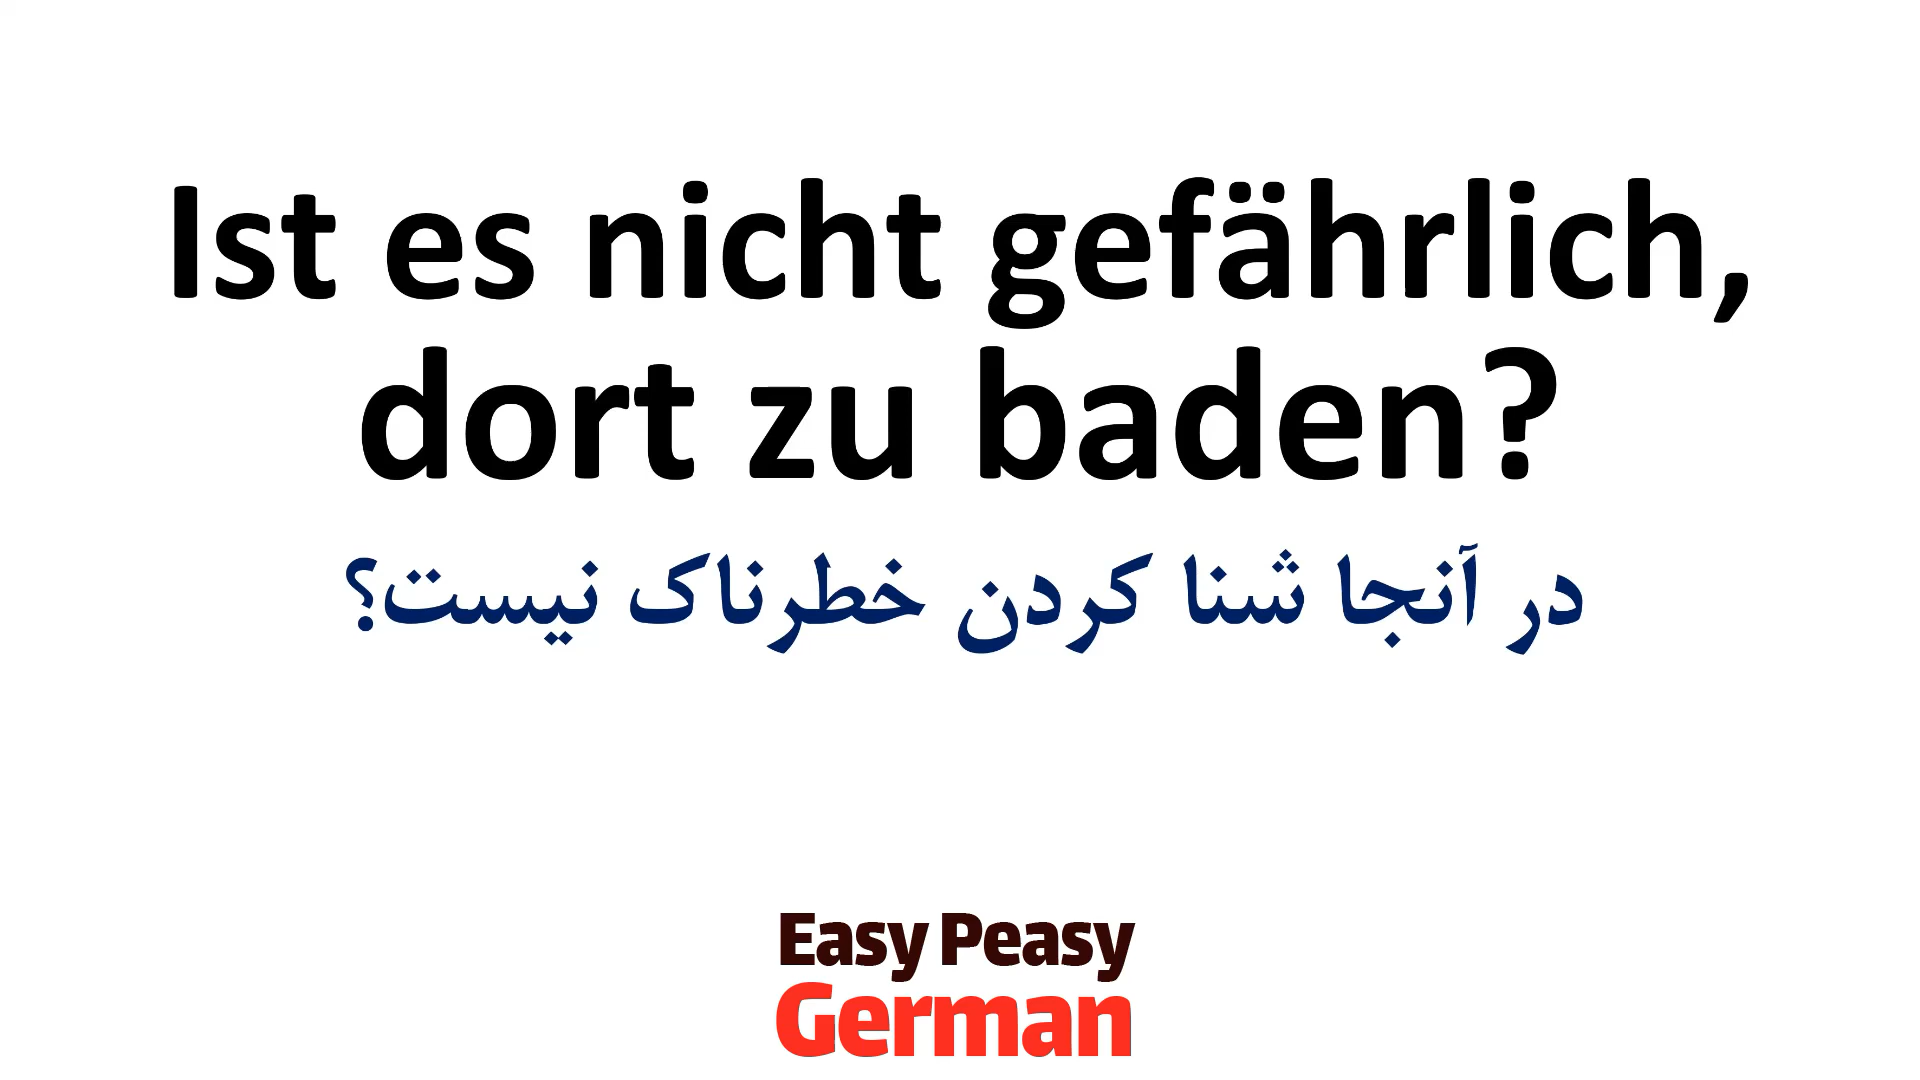 Ist es nicht gefährlich,
dort zu baden?
در آنجا شنا کردن خطرناک نیست؟
Easy Peasy
German